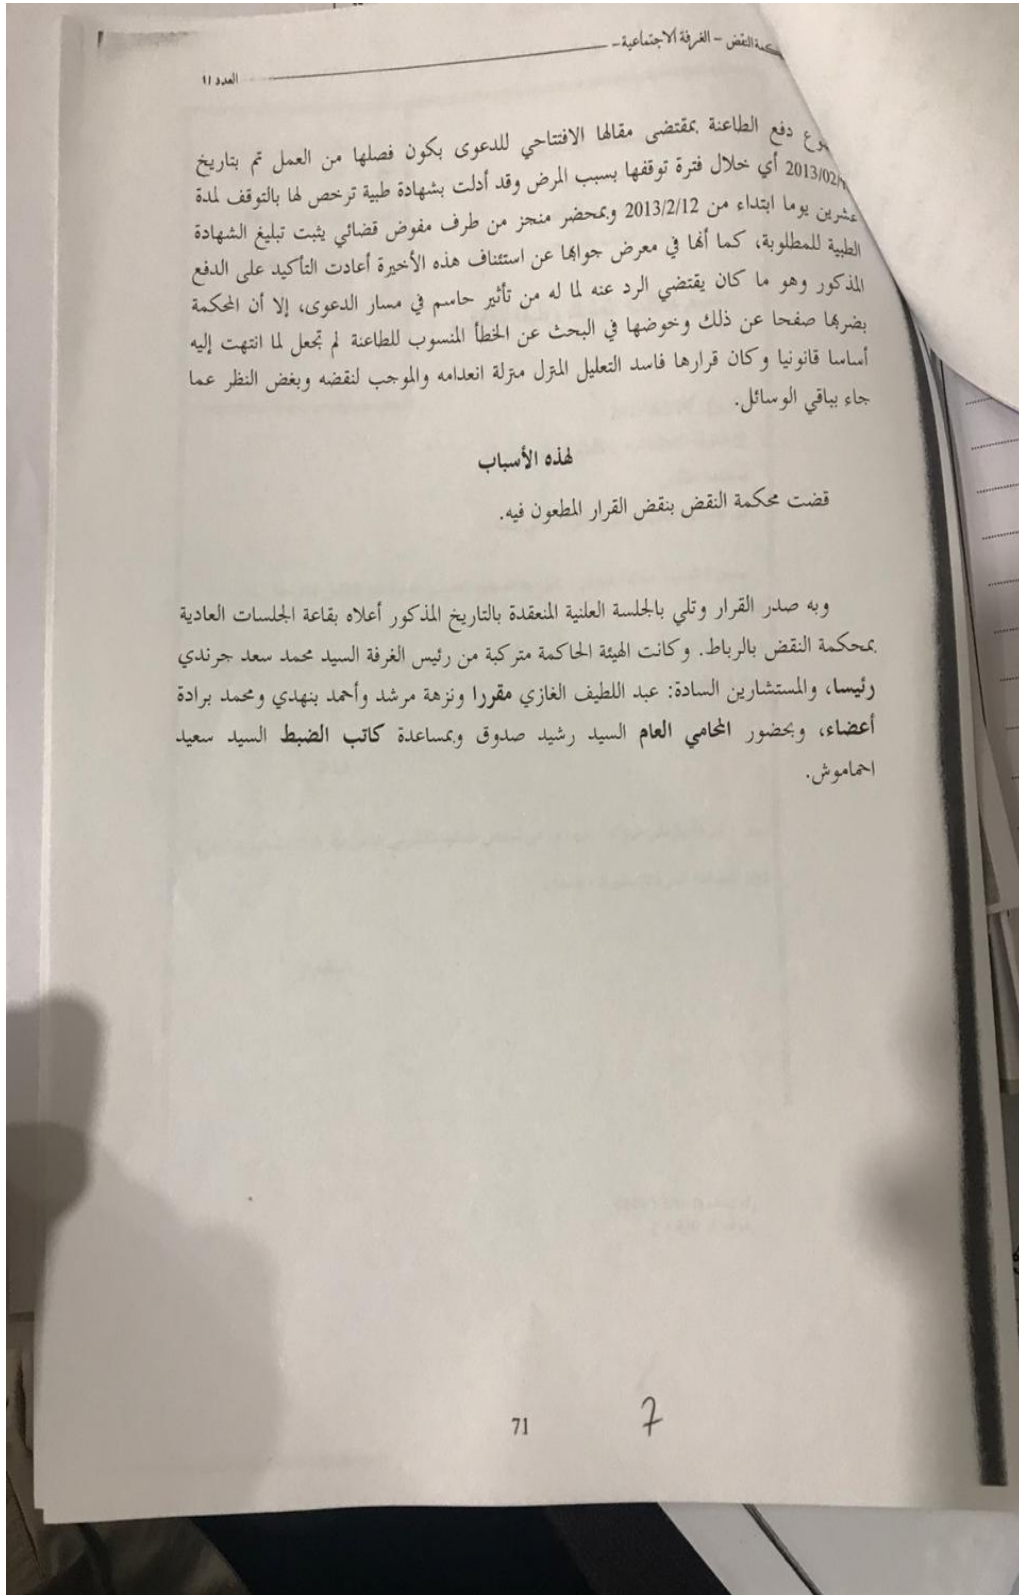 النقض – الغرفة الاجتماعية–
العدد 11
دفع الطاعنة بمقتضى مقالها الافتتاحي للدعوى بكون فصلها من العمل تم بتاريخ
2013/02/ أي خلال فترة توقفها بسبب المرض وقد أدلت بشهادة طبية ترخص لها بالتوقف لمدة
عشرين يوما ابتداء من 2013/2/12 وبمحضر منجز من طرف مفوض قضائي يثبت تبليغ الشهادة
الطبية للمطلوبة، كما أنها في معرض جوابها عن استئناف هذه الأخيرة أعادت التأكيد على الدفع
المذكور وهو ما كان يقتضي الرد عنه لما له من تأثير حاسم في مسار الدعوى، إلا أن المحكمة
بضربها صفحا عن ذلك وخوضها في البحث عن الخطأ المنسوب للطاعنة لم تجعل لما انتهت إليه
أساسا قانونيا وكان قرارها فاسد التعليل المنزل منزلة انعدامه والموجب لنقضه وبغض النظر عما
جاء بباقي الوسائل.
لهذه الأسباب
قضت محكمة النقض بنقض القرار المطعون فيه.
وبه صدر القرار وتلي بالجلسة العلنية المنعقدة بالتاريخ المذكور أعلاه بقاعة الجلسات العادية
بمحكمة النقض بالرباط. وكانت الهيئة الحاكمة متركبة من رئيس الغرفة السيد محمد سعد جرندي
رئيسا، والمستشارين السادة: عبد اللطيف الغازي مقررا ونزهة مرشد وأحمد بنهدي ومحمد برادة
أعضاء، وبحضور المحامي العام السيد رشيد صدوق وبمساعدة كاتب الضبط السيد سعيد
احماموش.
71
7